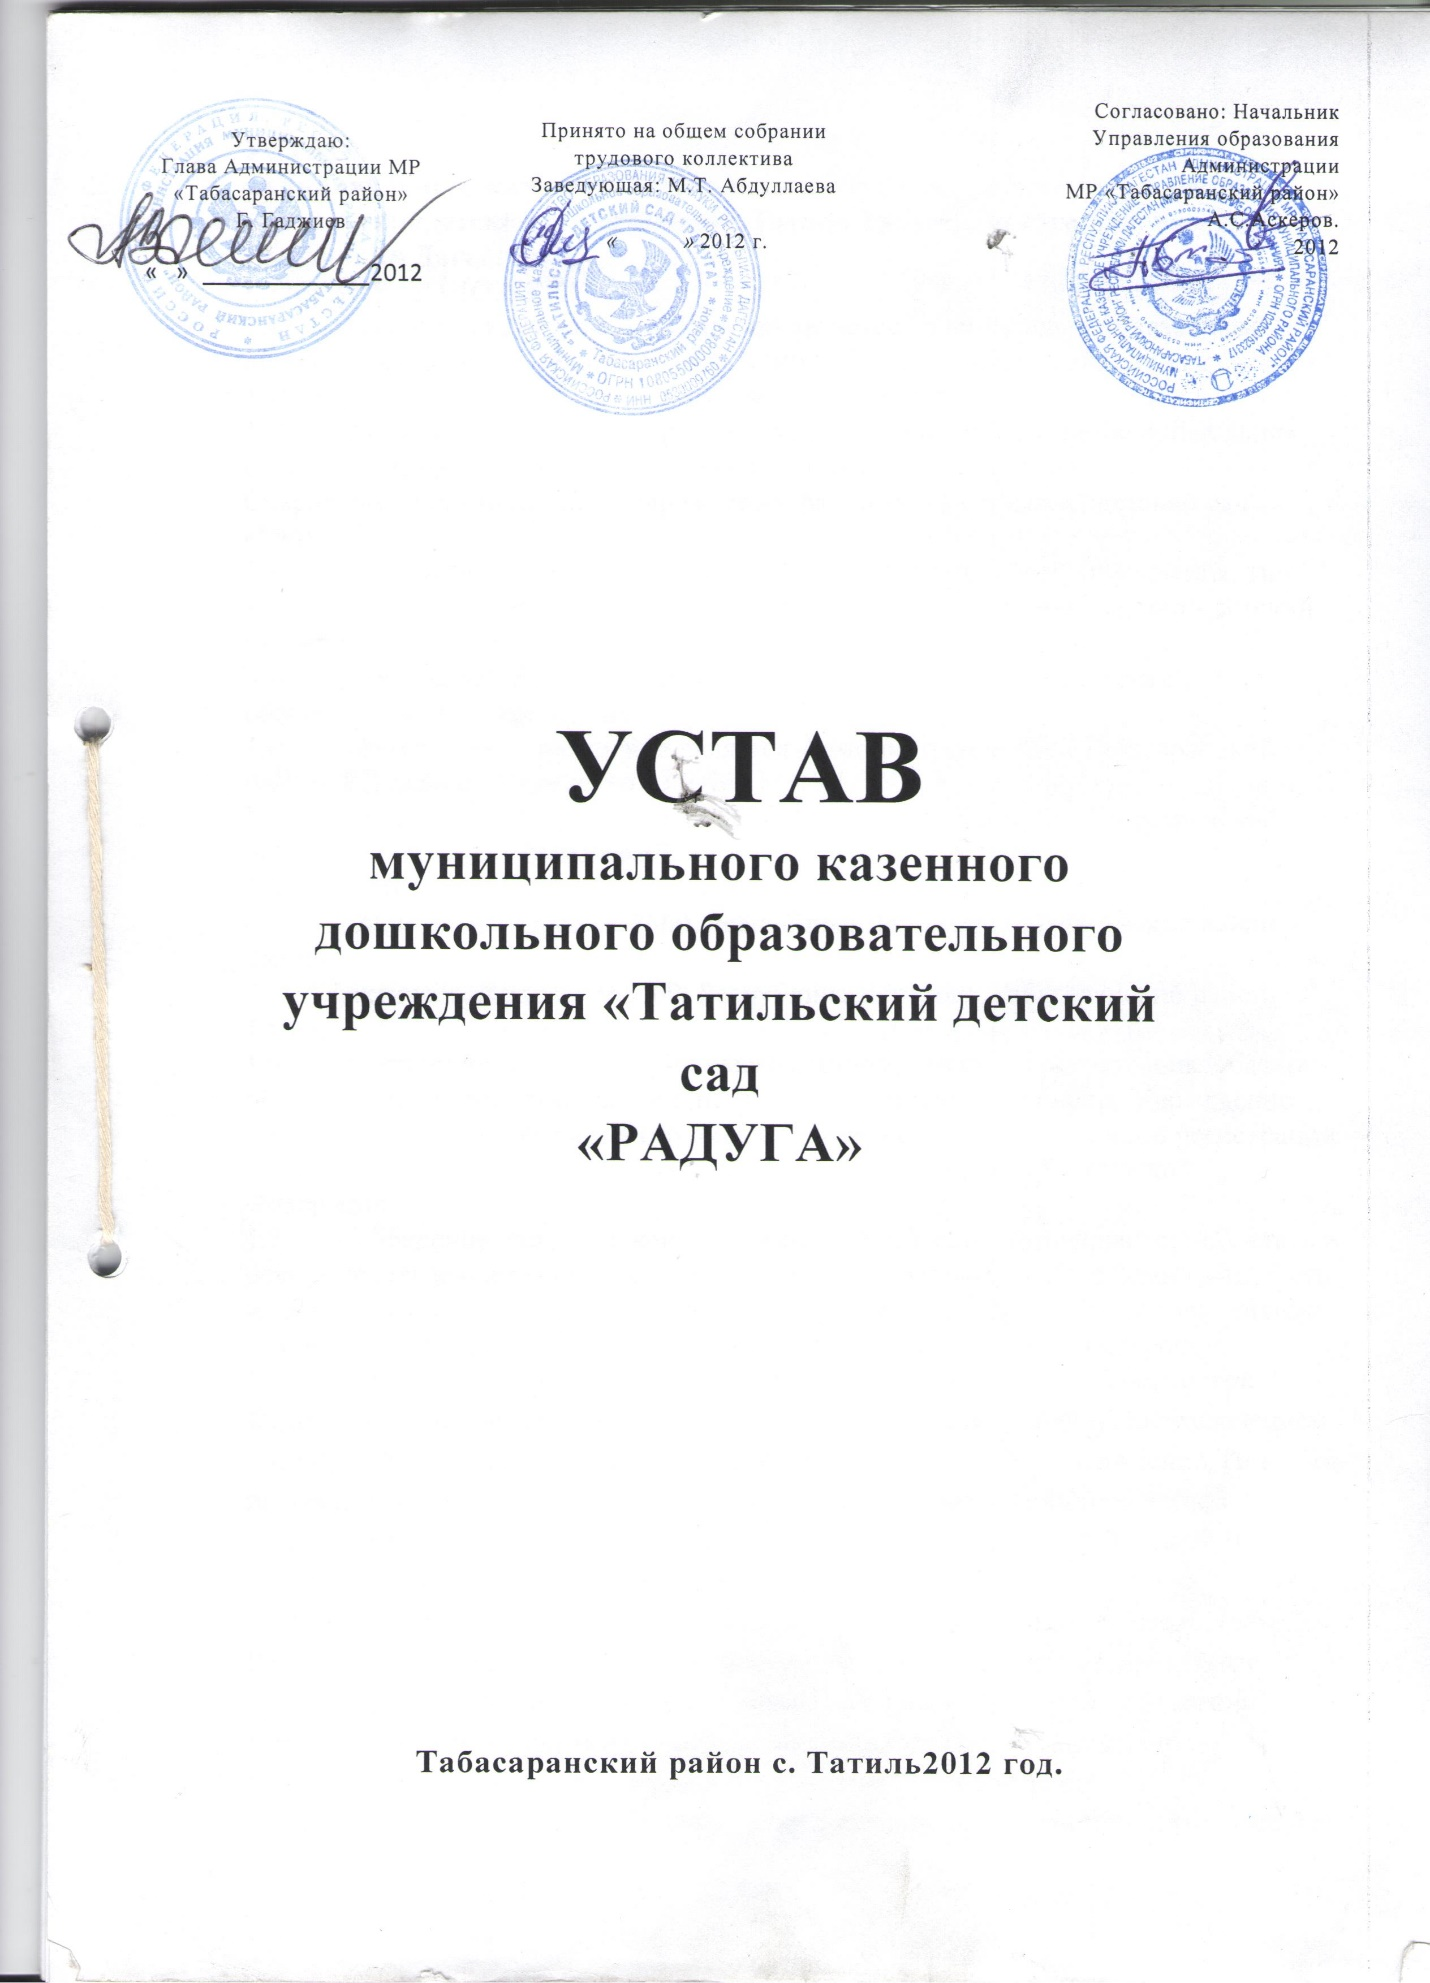 Утверждаю:
Глава Администрации МР
«Табасаранский район»
Г. Гаджиев
« » ____________2012
Принято на общем собрании
трудового коллектива
Заведующая: М.Т. Абдуллаева
« » 2012 г.
Согласовано: Начальник
Управления образования
Администрации
МР «Табасаранский район»
А.С.Аскеров.
2012
УСТАВ
муниципального казенного
дошкольного образовательного
учреждения «Татильский детский
сад
«РАДУГА»
Табасаранский район с. Татиль2012 год.